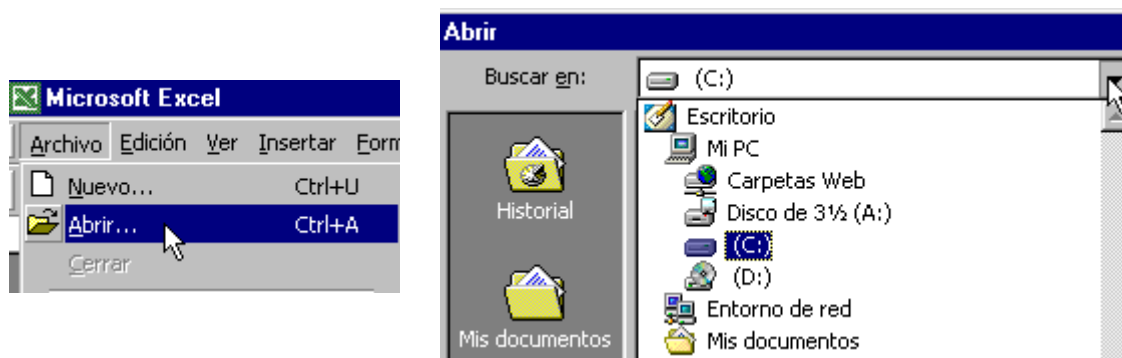 Microsoft Excel
Archivo Edición Ver Insertar Form
Nuevo... Ctrl+U
Abrir... Ctrl+A
Cerrar
Abrir
Buscar en: (C:)
Historial
Mis documentos
Escritorio
Mi PC
Carpetas Web
Disco de 3½ (A:)
(C:)
(D:)
Entorno de red
Mis documentos